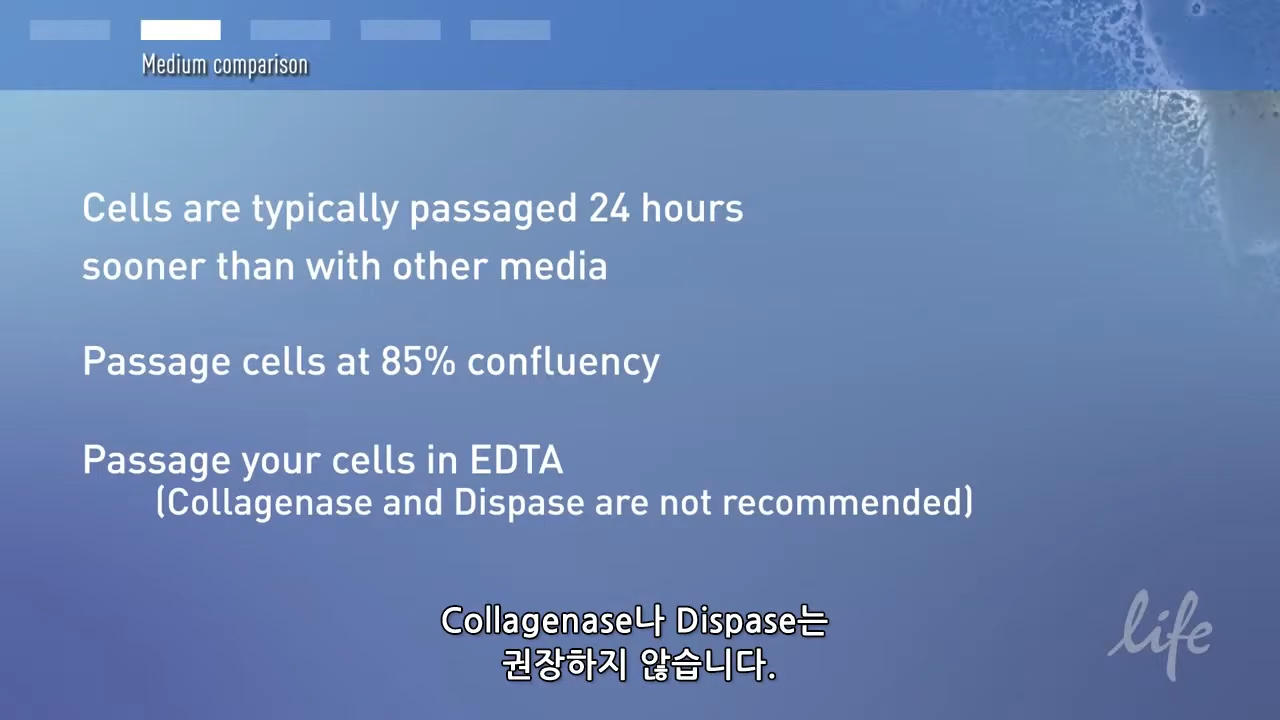 Medium comparison
Cells are typically passaged 24 hours
sooner than with other media
Passage cells at 85% confluency
Passage your cells in EDTA
(Collagenase and Dispase are not recommended)
Collagenase나 Dispase는
권장하지 않습니다.
life